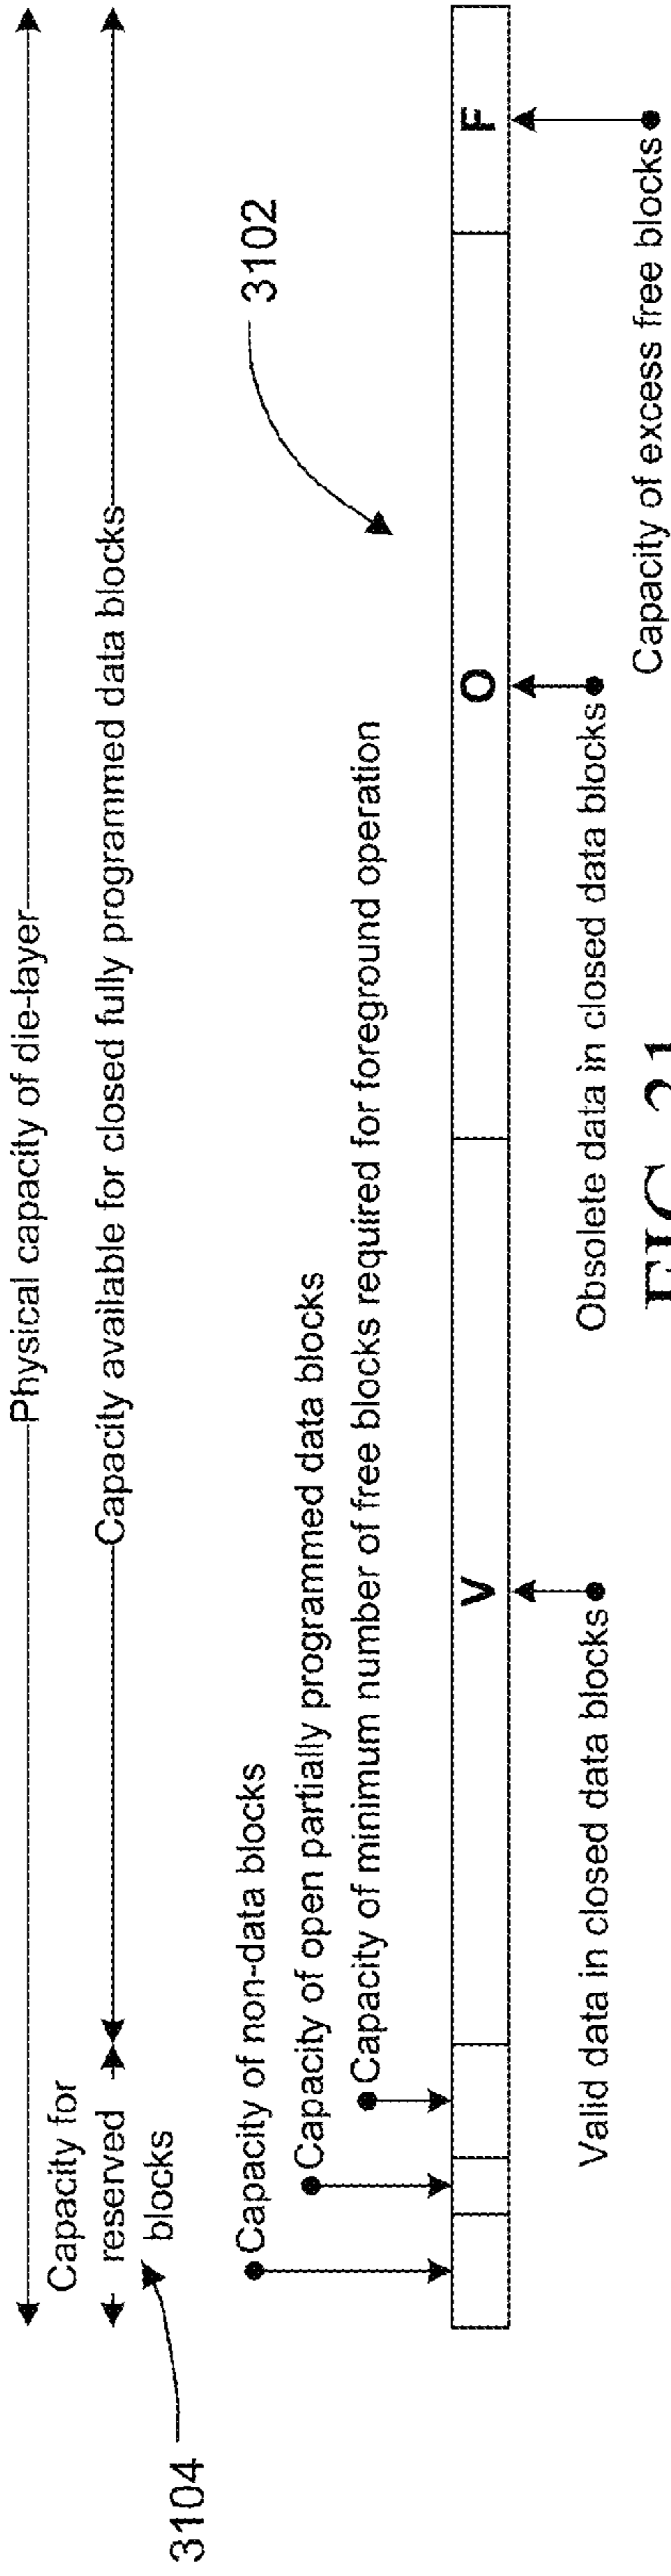 Physical capacity of die-layer
Capacity for
reserved
blocks
Capacity available for closed fully programmed data blocks
3104
3102
Capacity of non-data blocks
Capacity of open partially programmed data blocks
Capacity of minimum number of free blocks required for foreground operation
V
O
F
Valid data in closed data blocks
Obsolete data in closed data blocks
Capacity of excess free blocks